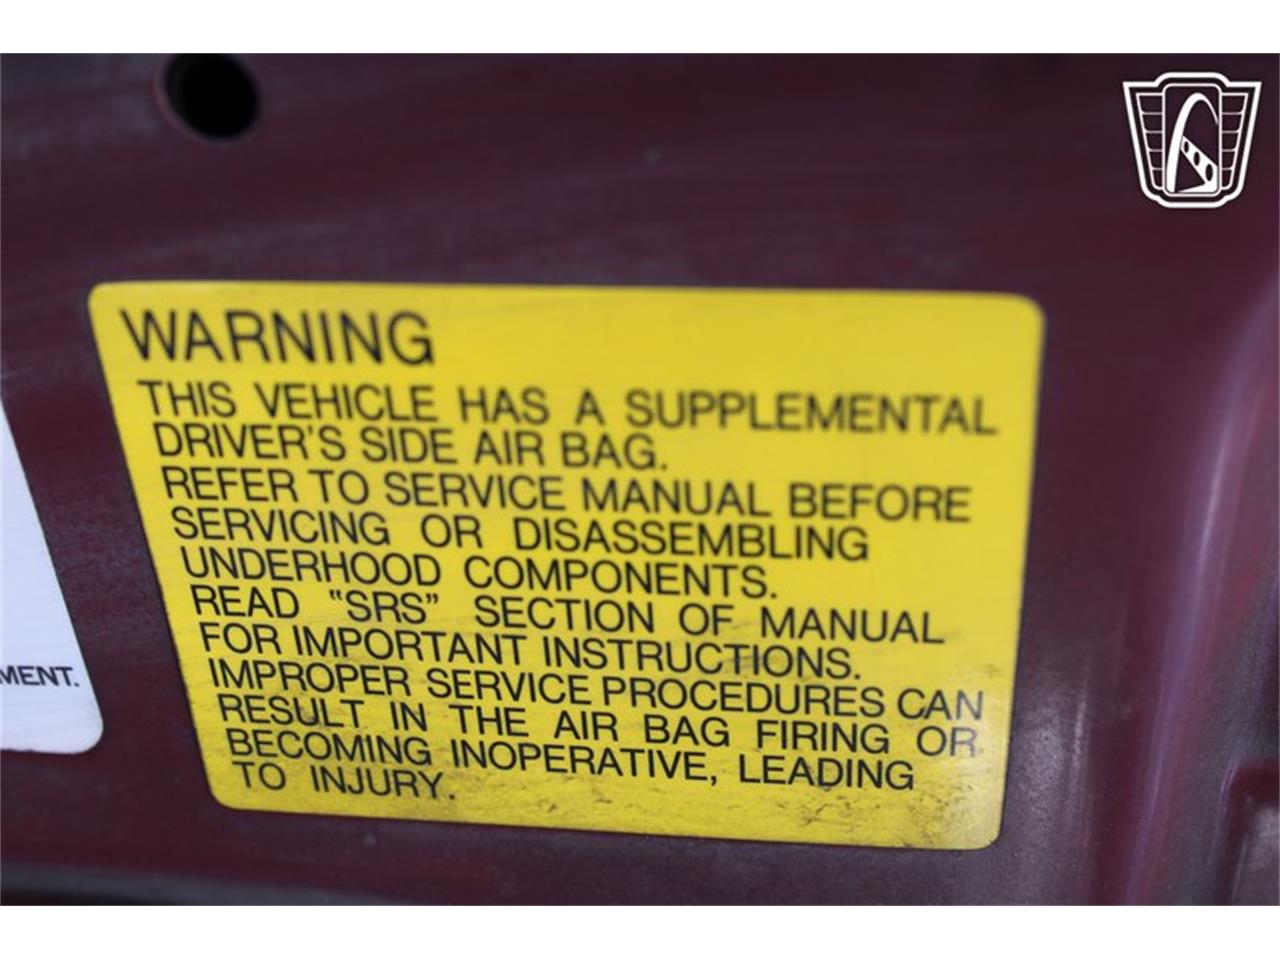 WARNING
THIS VEHICLE HAS A SUPPLEMENTAL
DRIVER'S SIDE AIR BAG.
REFER TO SERVICE MANUAL BEFORE
SERVICING OR DISASSEMBLING
UNDERHOOD COMPONENTS.
READ "SRS" SECTION OF MANUAL
FOR IMPORTANT INSTRUCTIONS.
IMPROPER SERVICE PROCEDURES CAN
RESULT IN THE AIR BAG FIRING OR
BECOMING INOPERATIVE, LEADING
TO INJURY.
MENT.